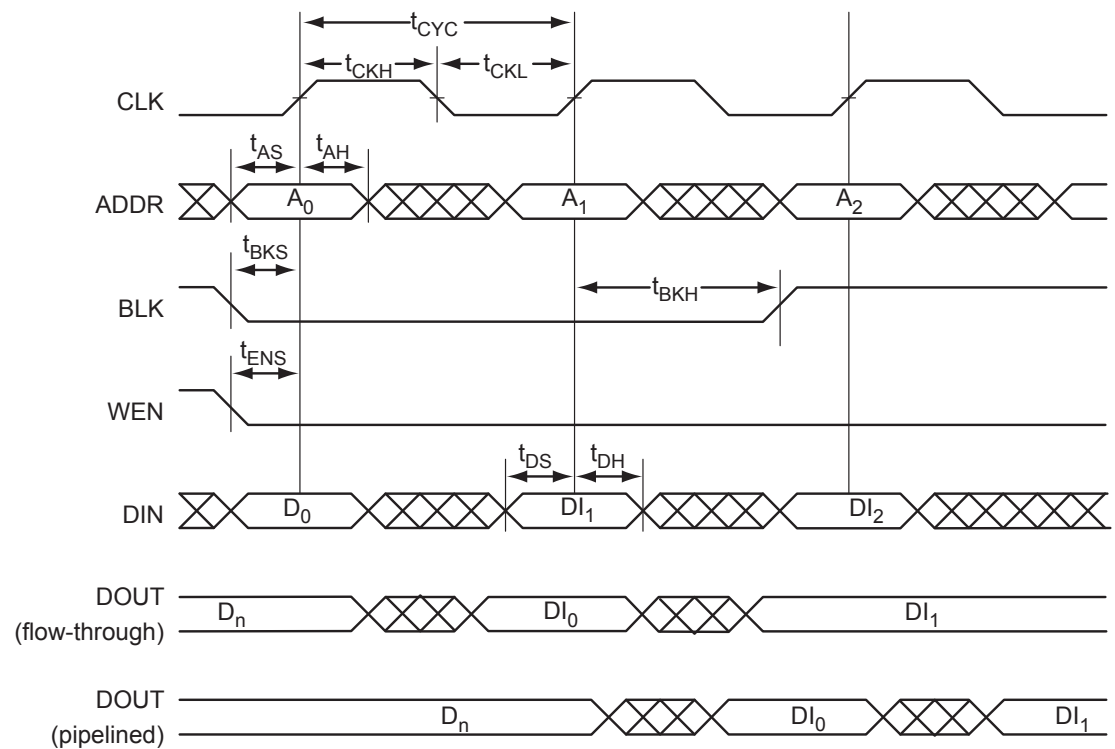 tCYC
tCKH tCKL
CLK
tAS tAH
ADDR A0 A1 A2
tBKS
BLK tBKH
tENS
WEN
tDS tDH
DIN D0 DI1 DI2
DOUT
(flow-through) Dn DI0 DI1
DOUT
(pipelined) Dn DI0 DI1